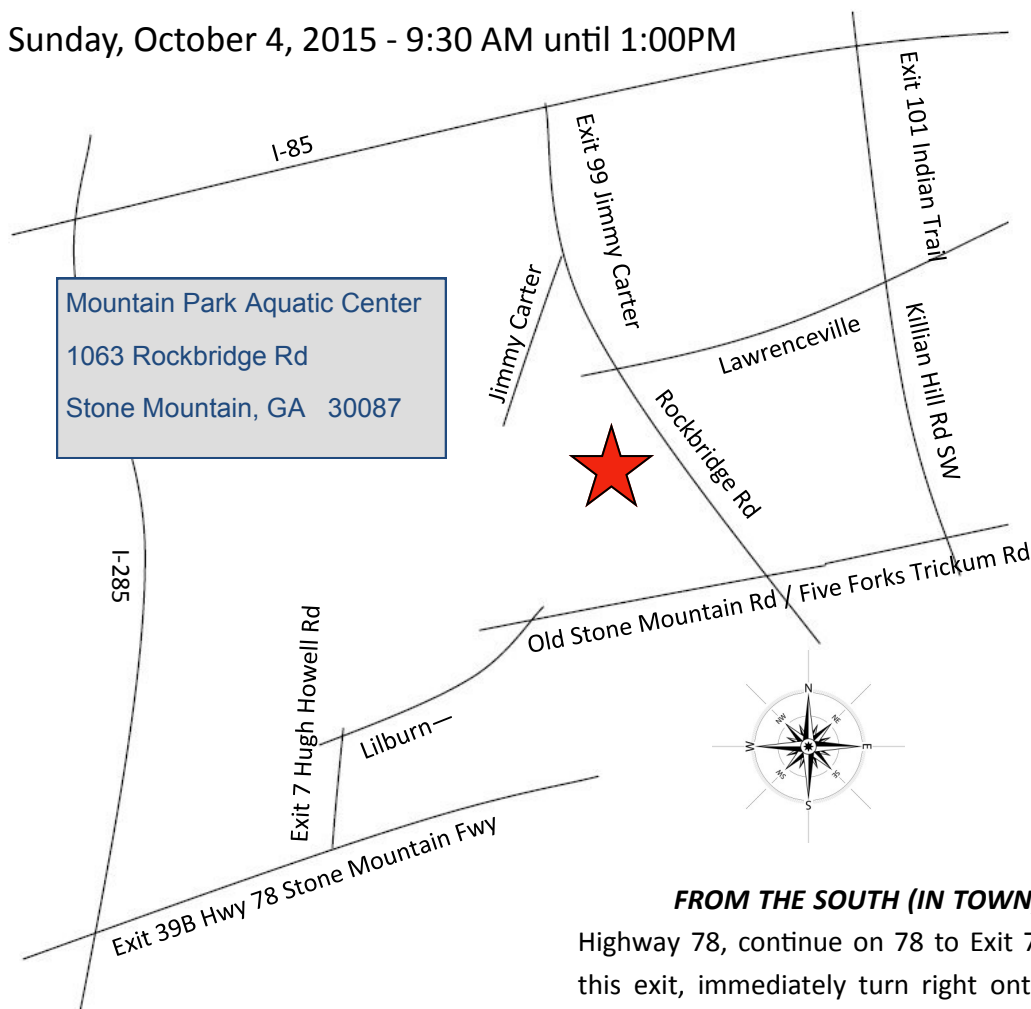 Sunday, October 4, 2015 - 9:30 AM until 1:00PM
I-85
Exit 99 Jimmy Carter
Exit 101 Indian Trail
Mountain Park Aquatic Center
1063 Rockbridge Rd
Stone Mountain, GA 30087
Jimmy Carter
Lawrenceville
Killian Hill Rd SW
Rockbridge Rd
I-285
Old Stone Mountain Rd / Five Forks Trickum Rd
Exit 7 Hugh Howell Rd
Lilburn—
Exit 39B Hwy 78 Stone Mountain Fwy
N
NW
NE
W
E
SW
SE
S
FROM THE SOUTH (IN TOWN
Highway 78, continue on 78 to Exit 7
this exit, immediately turn right ont